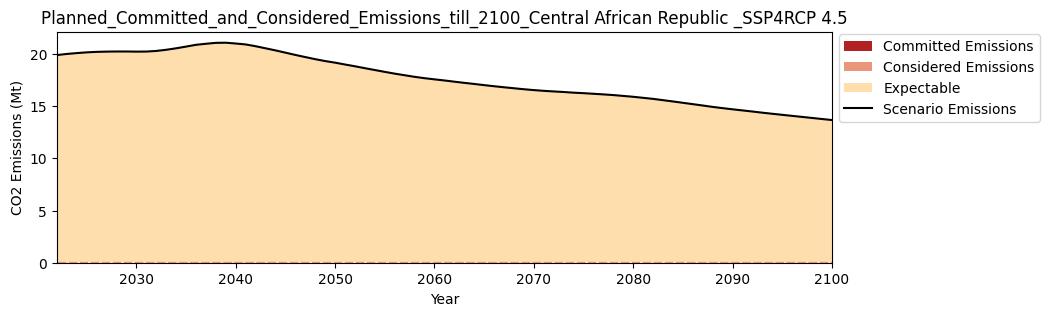 Planned_Committed_and_Considered_Emissions_till_2100_Central African Republic _SSP4RCP 4.5
Committed Emissions
Considered Emissions
Expectable
Scenario Emissions
CO2 Emissions (Mt)
20
15
10
5
0
2030 2040 2050 2060 2070 2080 2090 2100
Year